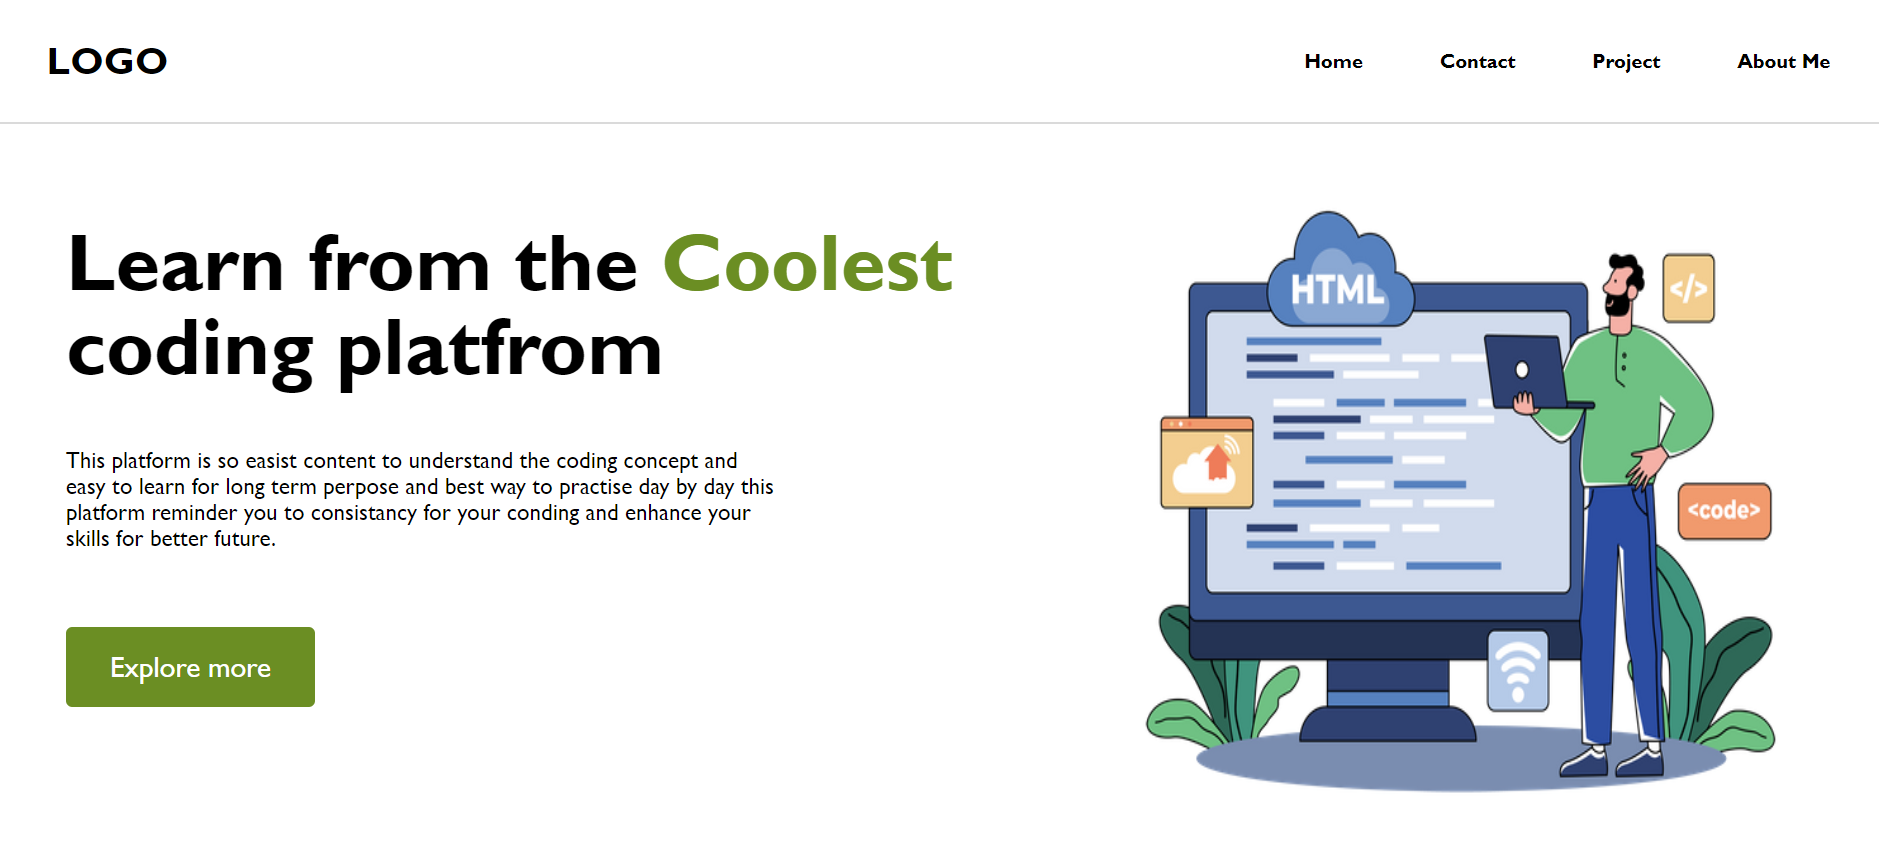 LOGO
Home Contact Project About Me
Learn from the Coolest
coding platfrom
This platform is so easist content to understand the coding concept and
easy to learn for long term perpose and best way to practise day by day this
platform reminder you to consistancy for your conding and enhance your
skills for better future.
Explore more
HTML
</>
<code>